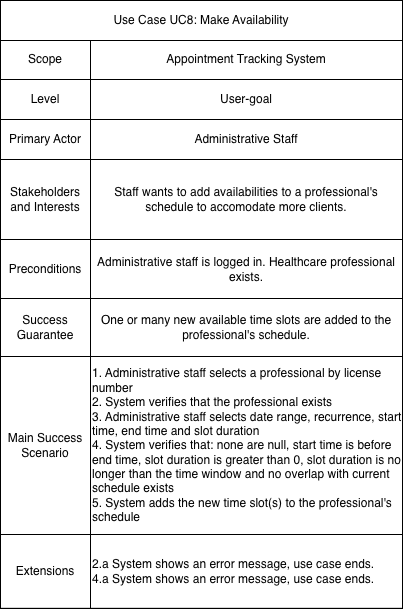 Use Case UC8: Make Availability
Scope
Appointment Tracking System
Level
User-goal
Primary Actor
Administrative Staff
Stakeholders
and Interests
Staff wants to add availabilities to a professional's
schedule to accomodate more clients.
Preconditions
Administrative staff is logged in. Healthcare professional
exists.
Success
Guarantee
One or many new available time slots are added to the
professional's schedule.
Main Success
Scenario
1. Administrative staff selects a professional by license
number
2. System verifies that the professional exists
3. Administrative staff selects date range, recurrence, start
time, end time and slot duration
4. System verifies that: none are null, start time is before
end time, slot duration is greater than 0, slot duration is no
longer than the time window and no overlap with current
schedule exists
5. System adds the new time slot(s) to the professional's
schedule
Extensions
2.a System shows an error message, use case ends.
4.a System shows an error message, use case ends.